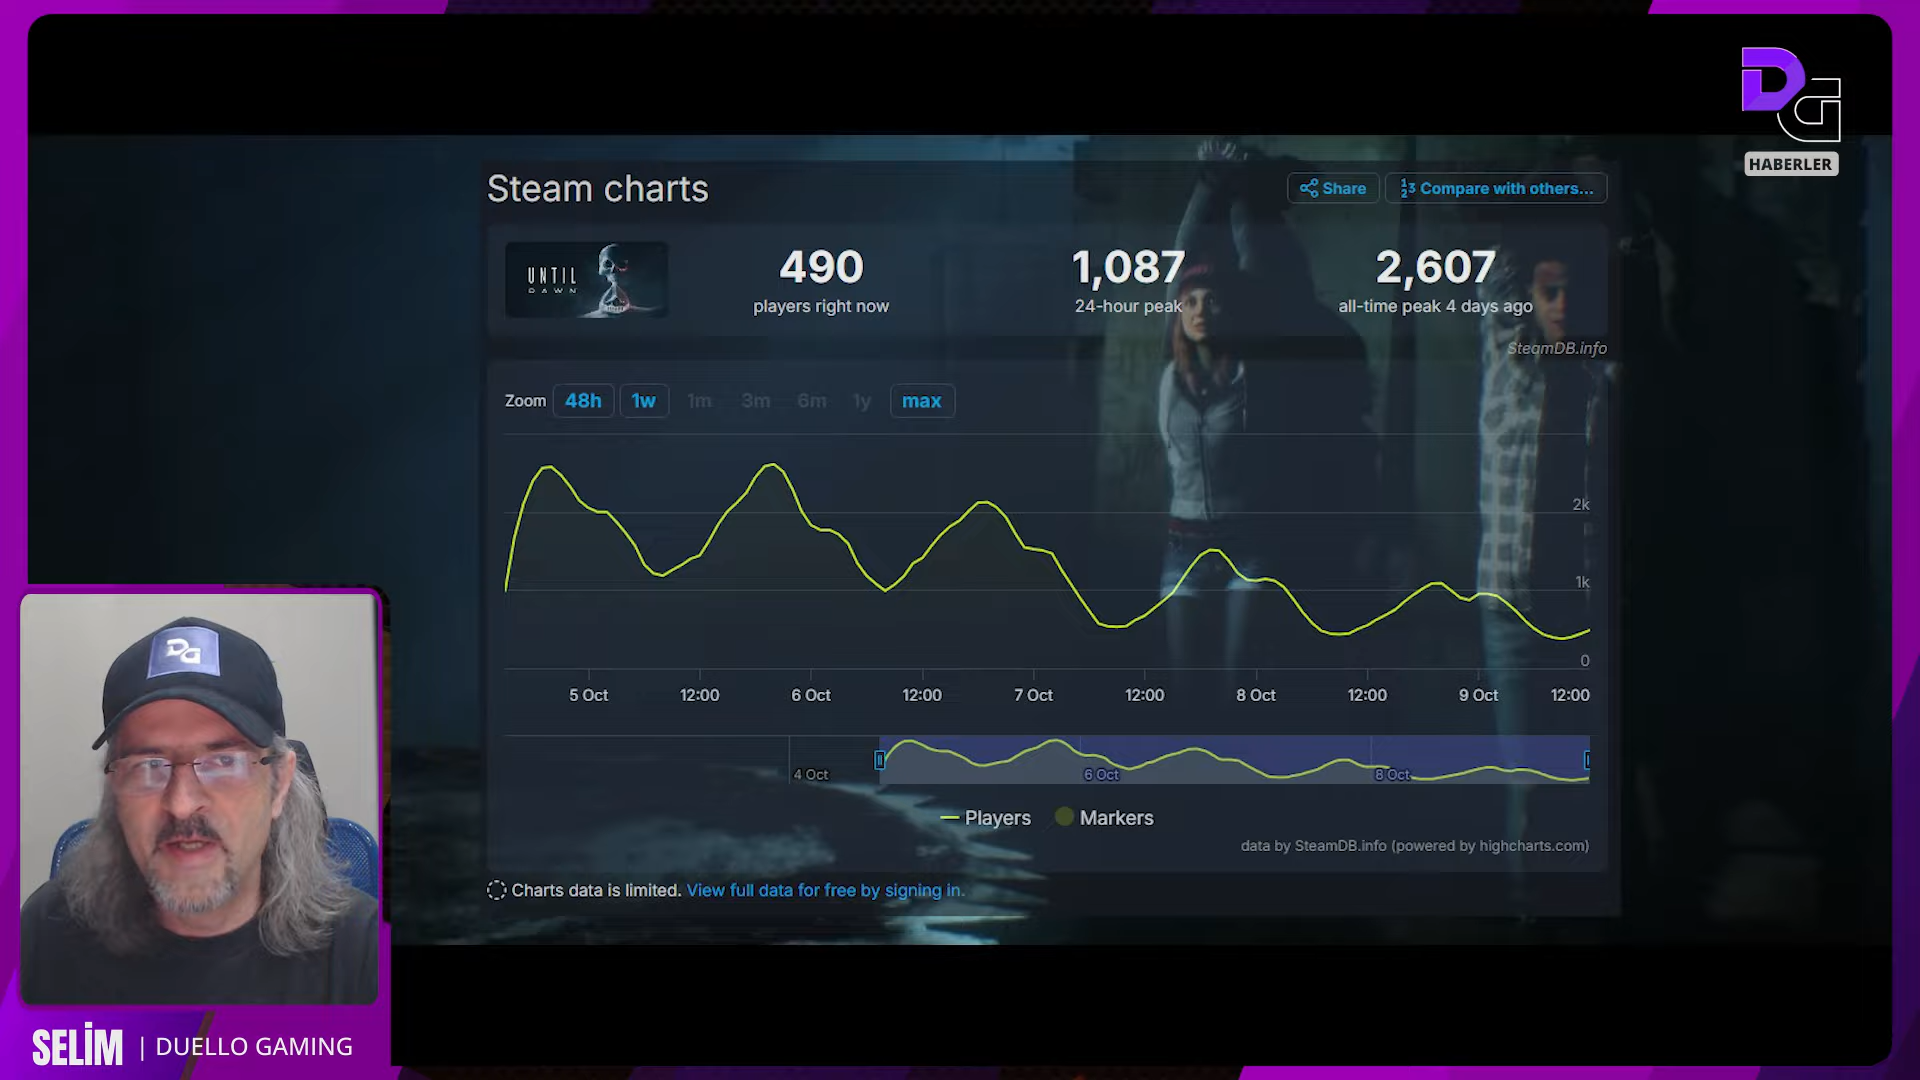 DG
HABERLER
Steam charts
Share
Compare with others...
UNTIL
DAWN
490
players right now
1,087
24-hour peak
2,607
all-time peak 4 days ago
SteamDB.info
Zoom 48h 1w 1m 3m 6m 1y max
2k
1k
0
5 Oct 12:00 6 Oct 12:00 7 Oct 12:00 8 Oct 12:00 9 Oct 12:00
4 Oct 6 Oct 8 Oct
Players Markers
data by SteamDB.info (powered by highcharts.com)
Charts data is limited. View full data for free by signing in.
DG
SELİM | DUELLO GAMING